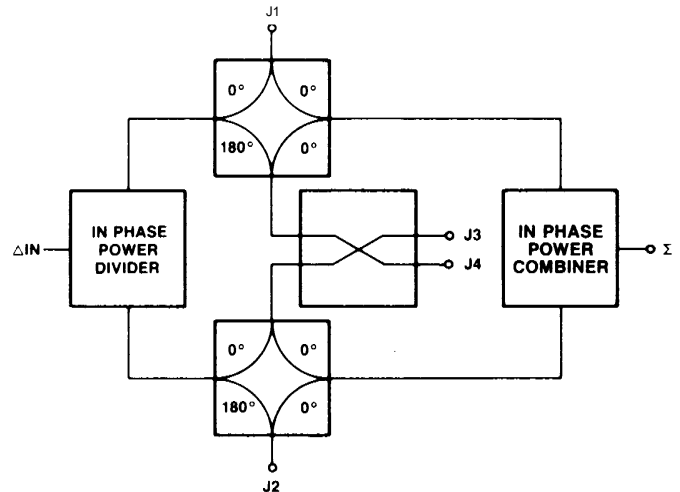 J1
0° 0°
180° 0°
△IN
IN PHASE
POWER
DIVIDER
J3
J4
IN PHASE
POWER
COMBINER
Σ
0° 0°
180° 0°
J2